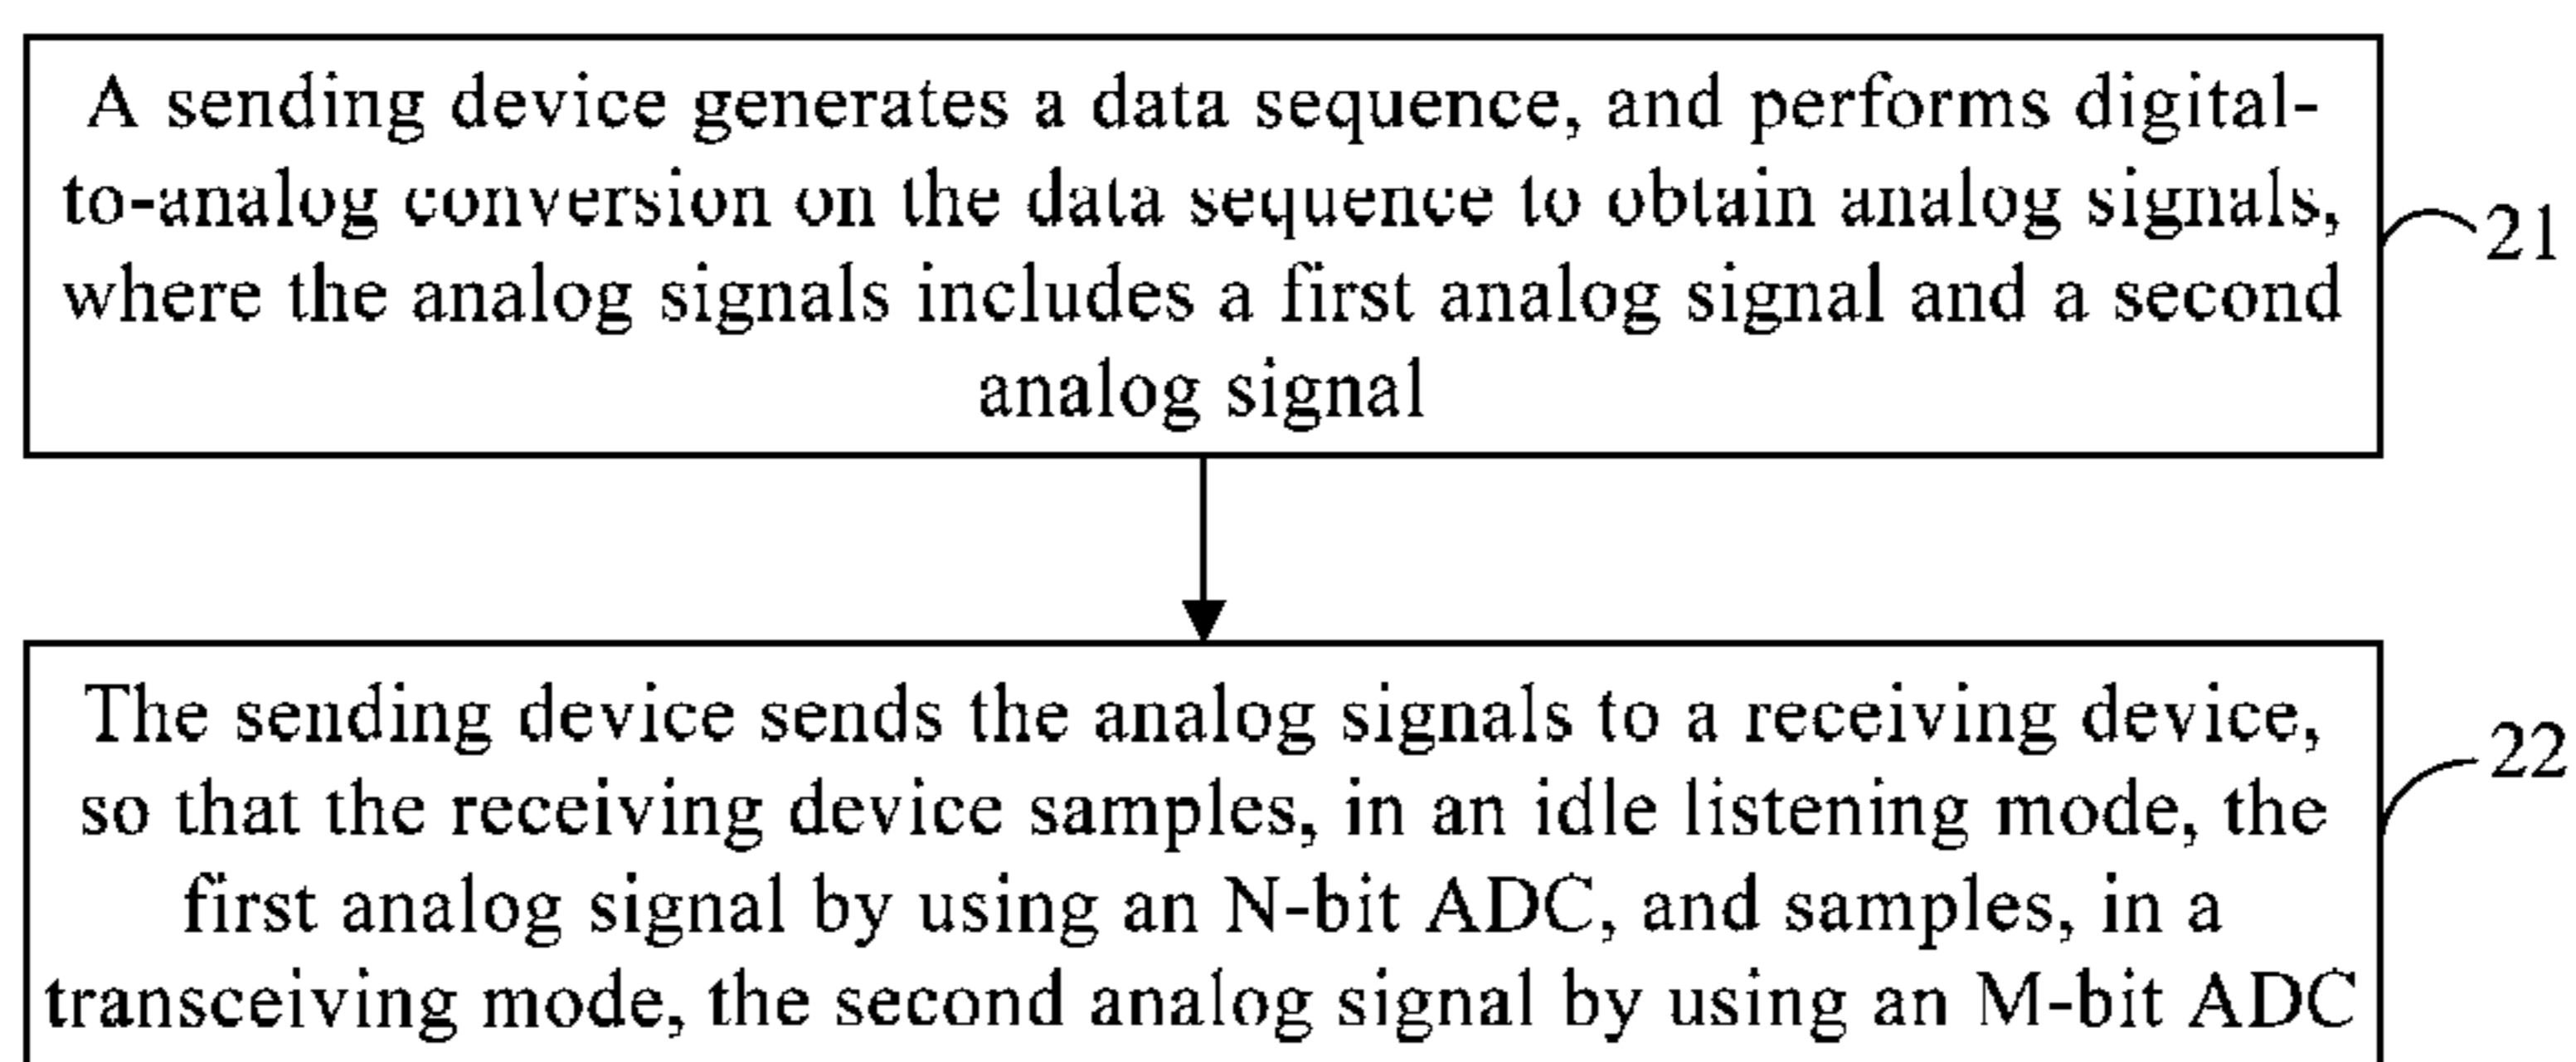 A sending device generates a data sequence, and performs digital-
to-analog conversion on the data sequence to obtain analog signals,
where the analog signals includes a first analog signal and a second
analog signal
21
The sending device sends the analog signals to a receiving device,
so that the receiving device samples, in an idle listening mode, the
first analog signal by using an N-bit ADC, and samples, in a
transceiving mode, the second analog signal by using an M-bit ADC
22